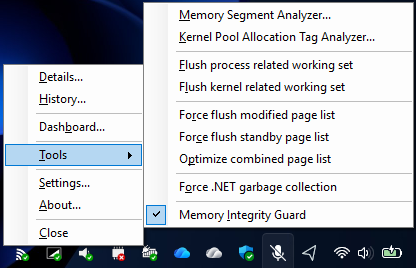 Details...
History...
Dashboard...
Tools
Settings...
About...
Close
Memory Segment Analyzer...
Kernel Pool Allocation Tag Analyzer...
Flush process related working set
Flush kernel related working set
Force flush modified page list
Force flush standby page list
Optimize combined page list
Force .NET garbage collection
Memory Integrity Guard